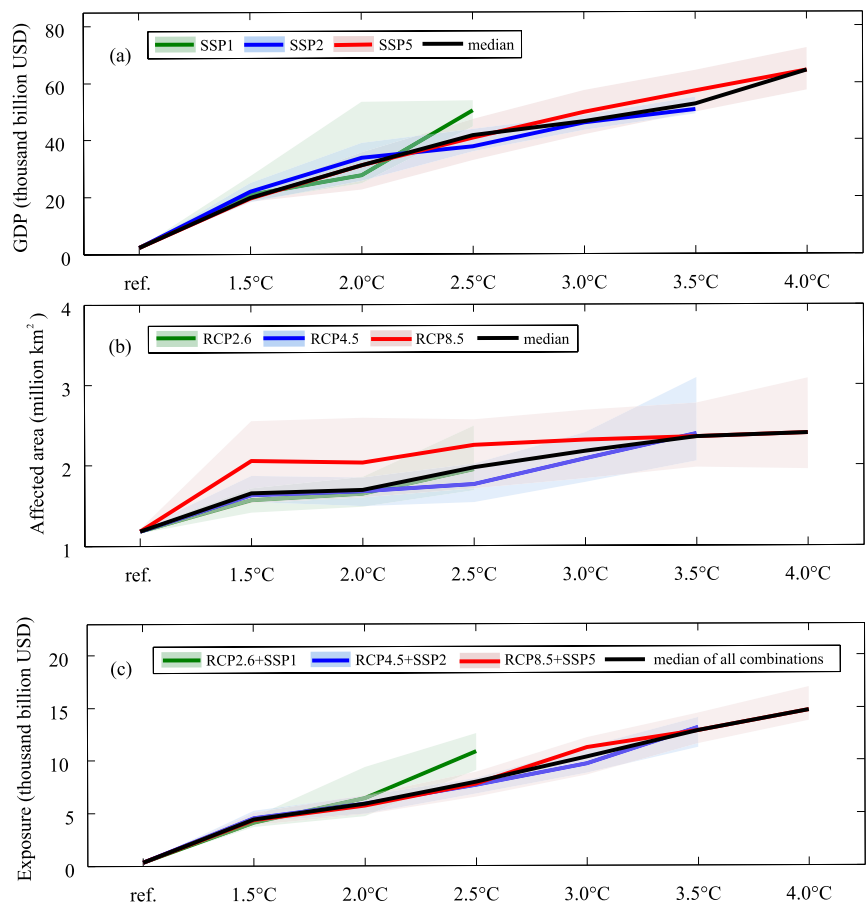 80
(a)
SSP1 SSP2 SSP5 median
60
40
20
0
GDP (thousand billion USD)
ref. 1.5°C 2.0°C 2.5°C 3.0°C 3.5°C 4.0°C
4
(b)
RCP2.6 RCP4.5 RCP8.5 median
3
2
1
Affected area (million km²)
ref. 1.5°C 2.0°C 2.5°C 3.0°C 3.5°C 4.0°C
20
(c)
RCP2.6+SSP1 RCP4.5+SSP2 RCP8.5+SSP5 median of all combinations
15
10
5
0
Exposure (thousand billion USD)
ref. 1.5°C 2.0°C 2.5°C 3.0°C 3.5°C 4.0°C